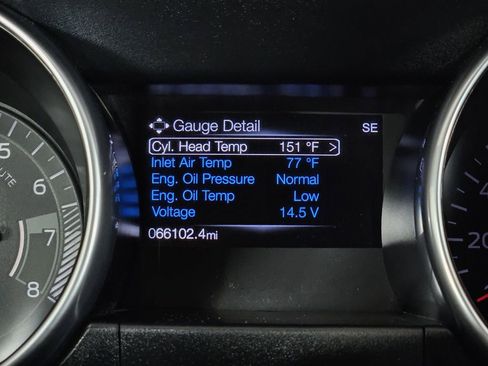 Gauge Detail SE
Cyl. Head Temp 151 °F >
Inlet Air Temp 77 °F
Eng. Oil Pressure Normal
Eng. Oil Temp Low
Voltage 14.5 V
066102.4mi
5
6
7
8
20